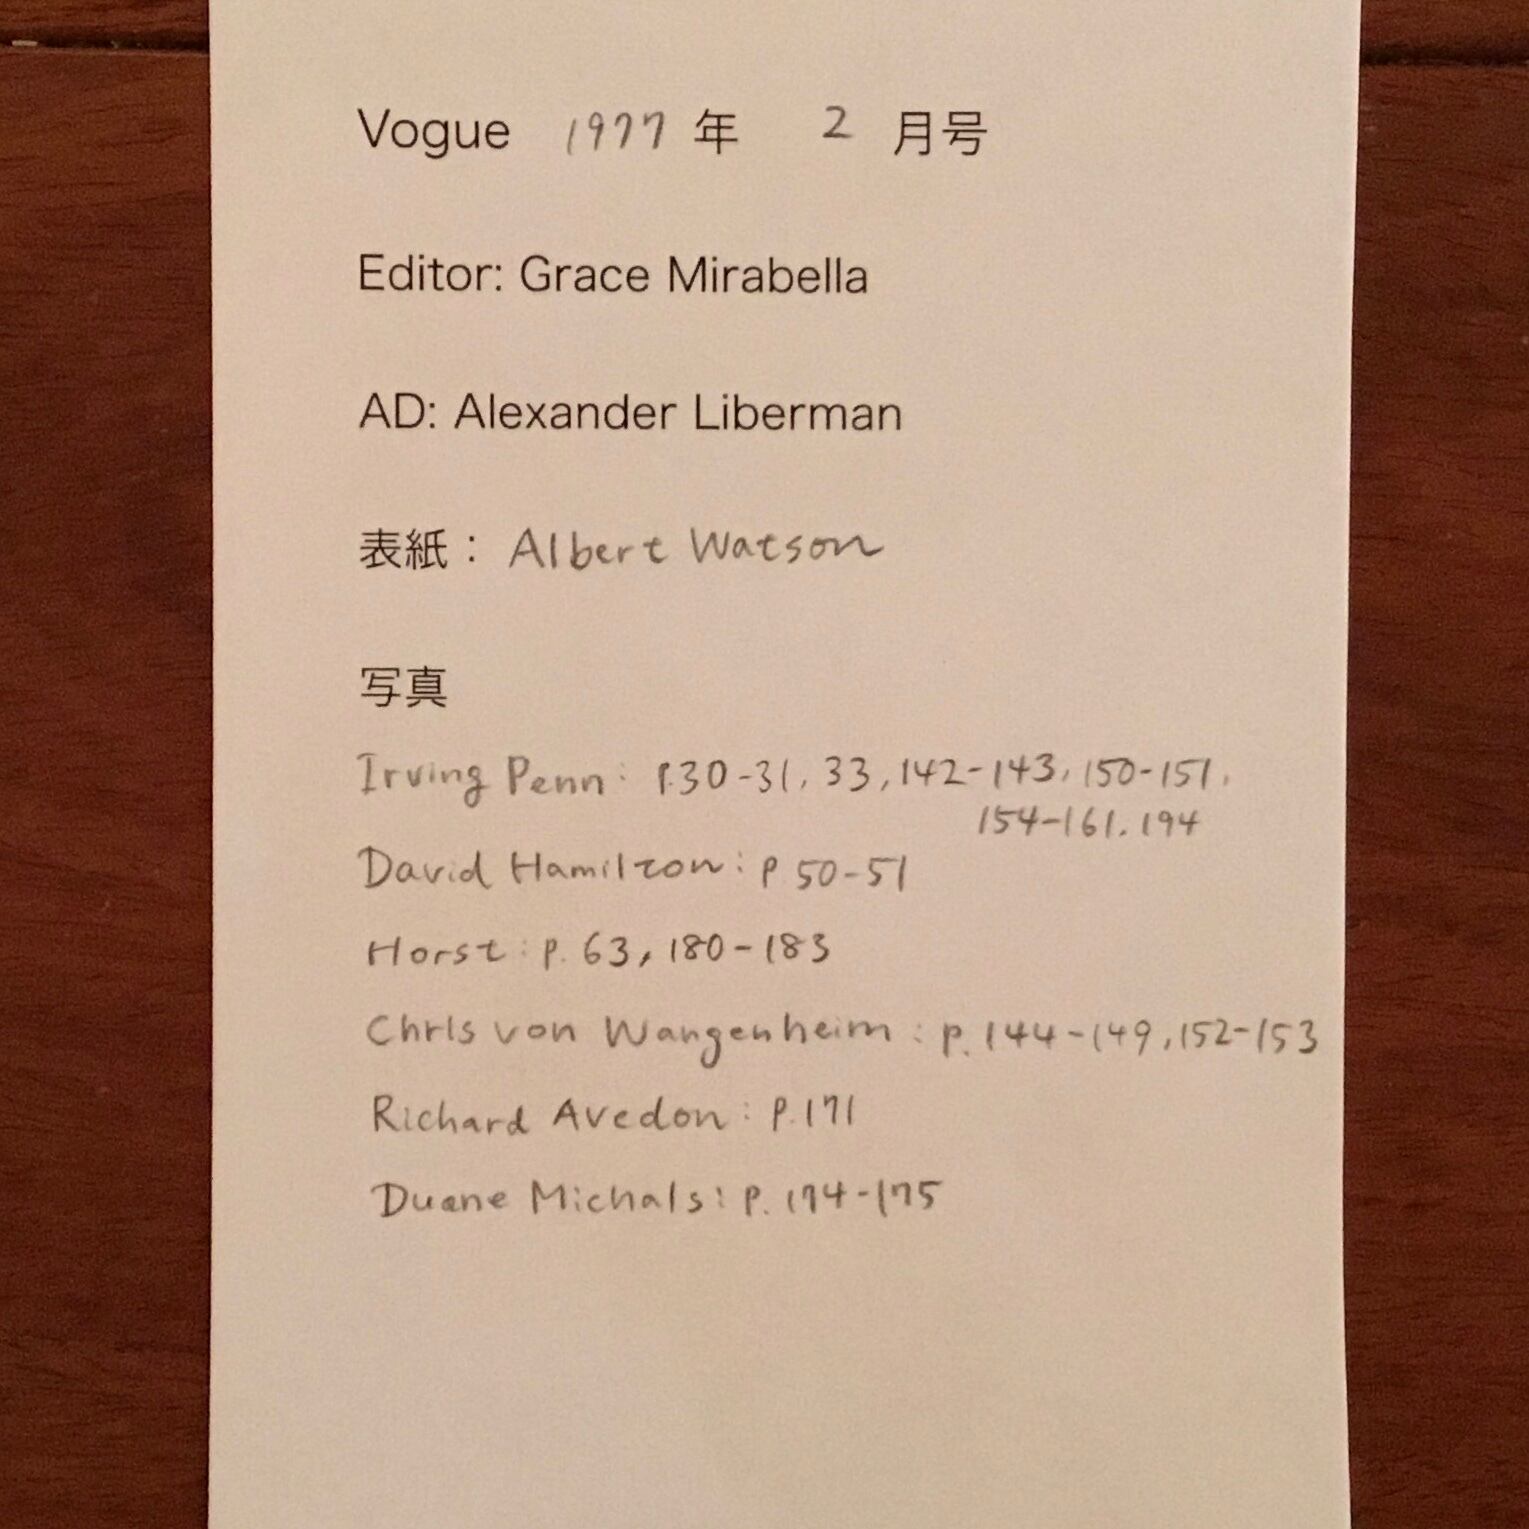 Vogue 1977 年 2 月号
Editor: Grace Mirabella
AD: Alexander Liberman
表紙： Albert Watson
写真
Irving Penn: p.30-31, 33, 142-143, 150-151,
154-161, 194
David Hamilton: p 50-51
Horst: p. 63, 180-183
Chris von Wangenheim: p. 144-149, 152-153
Richard Avedon: p.171
Duane Michals: p. 174-175